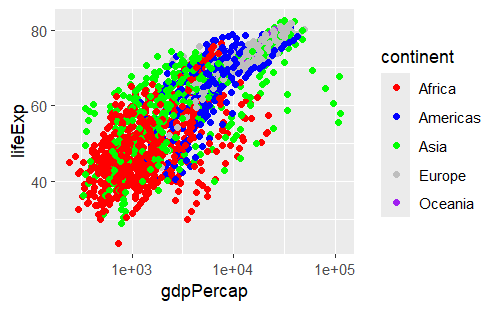 lifeExp
80
60
40
1e+03 1e+04 1e+05
gdpPercap
continent
Africa
Americas
Asia
Europe
Oceania